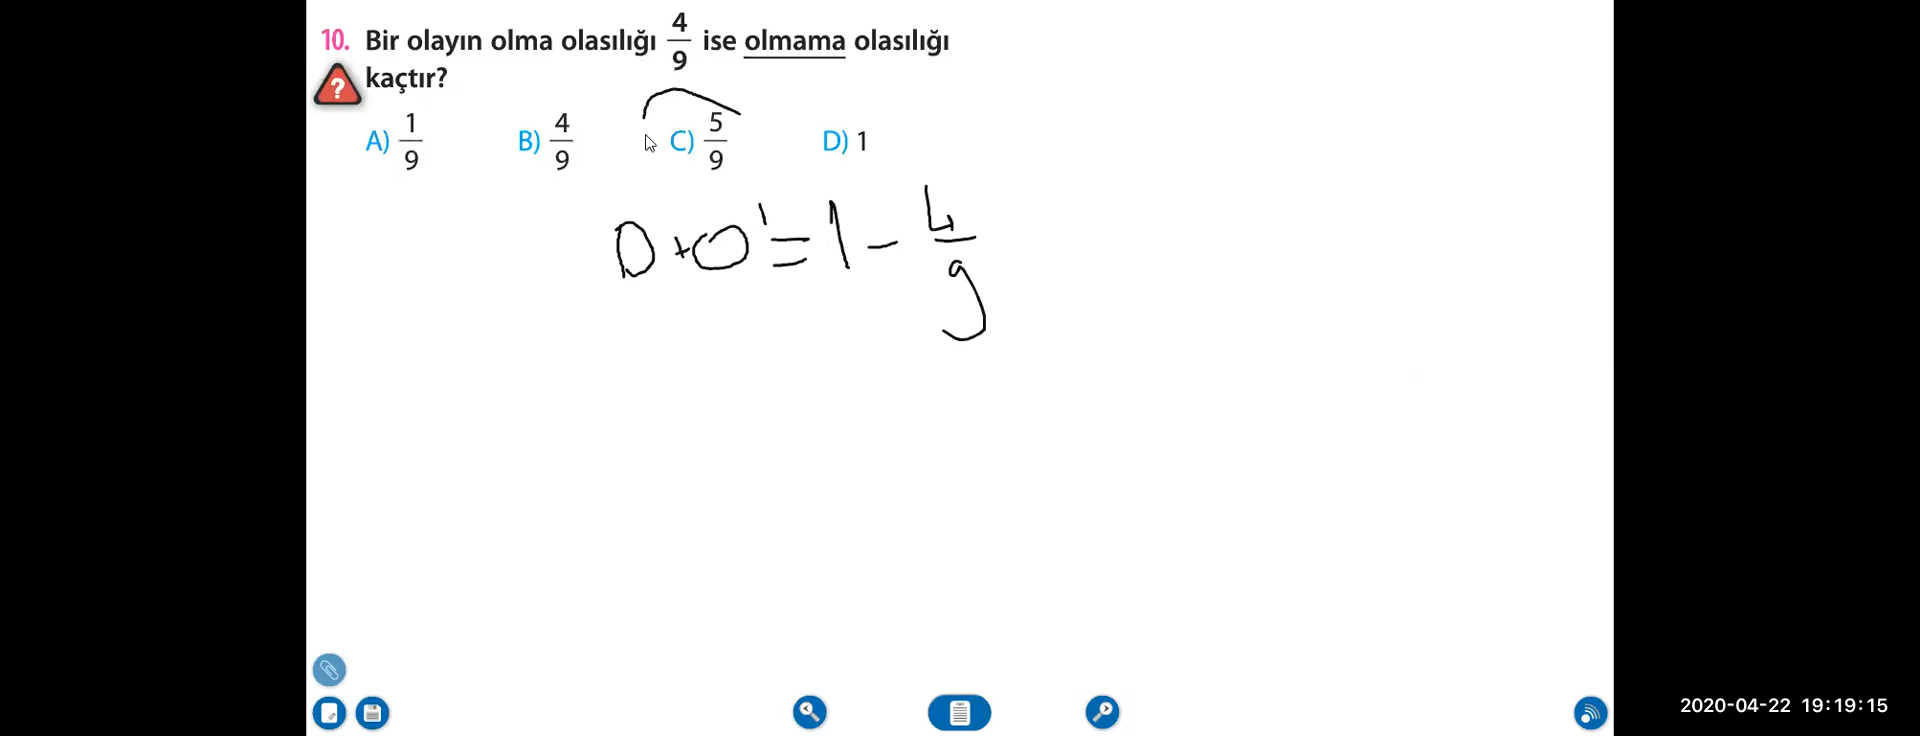 10. Bir olayın olma olasılığı 4/9 ise olmama olasılığı
kaçtır?
A) 1/9 B) 4/9 C) 5/9 D) 1
O+O'=1-4/9
2020-04-22 19:19:15